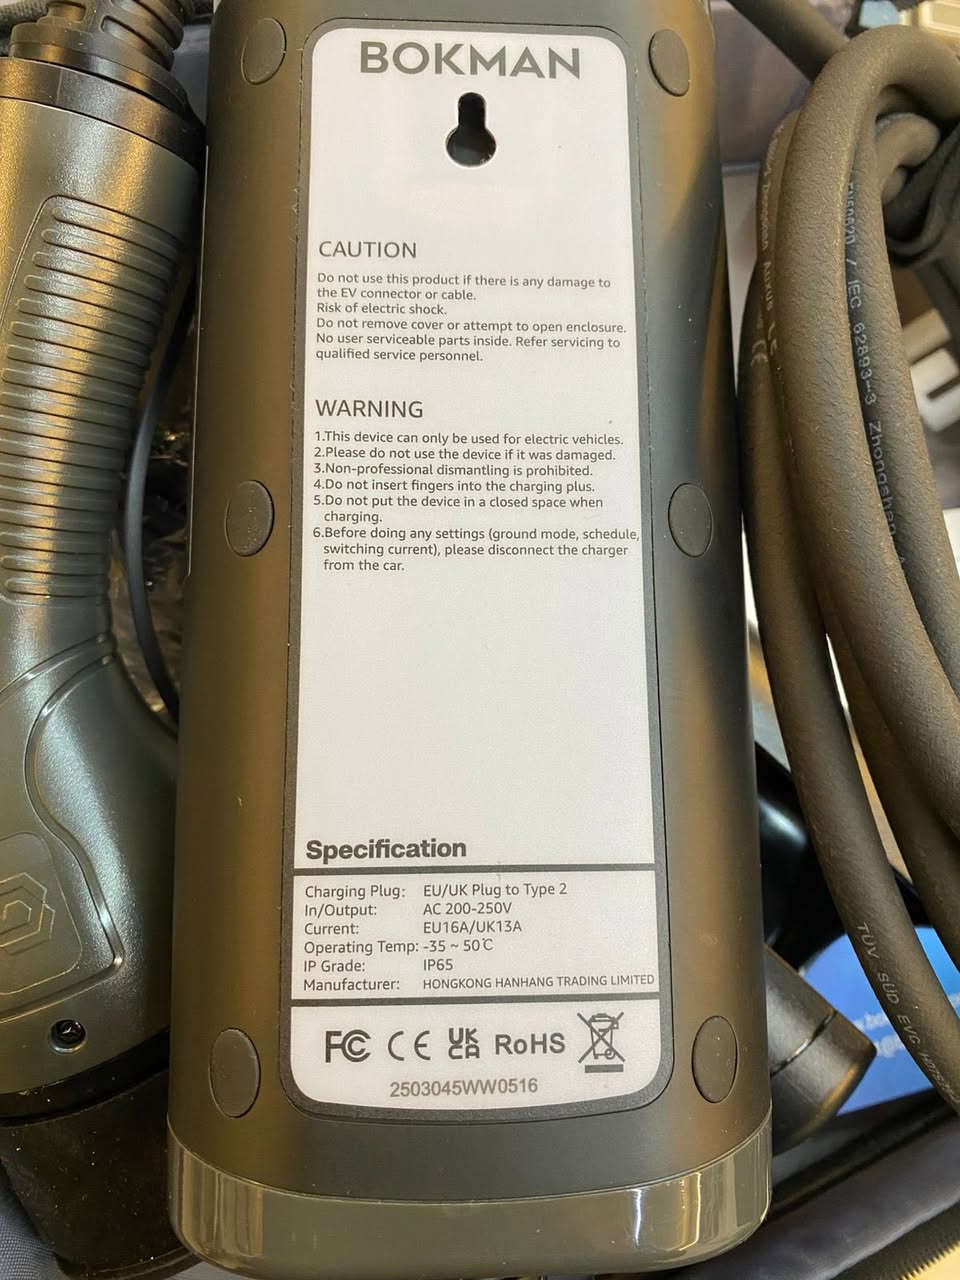 BOKMAN
CAUTION
Do not use this product if there is any damage to
the EV connector or cable.
Risk of electric shock.
Do not remove cover or attempt to open enclosure.
No user serviceable parts inside. Refer servicing to
qualified service personnel.
WARNING
1.This device can only be used for electric vehicles.
2.Please do not use the device if it was damaged.
3.Non-professional dismantling is prohibited.
4.Do not insert fingers into the charging plus.
5.Do not put the device in a closed space when
charging.
6.Before doing any settings (ground mode, schedule,
switching current), please disconnect the charger
from the car.
Specification
Charging Plug: EU/UK Plug to Type 2
In/Output: AC 200-250V
Current: EU16A/UK13A
Operating Temp: -35 ~ 50℃
IP Grade: IP65
Manufacturer: HONGKONG HANHANG TRADING LIMITED
FC CE UK CA RoHS
2503045WW0516
/ IEC 62893-3
TÜV SÜD